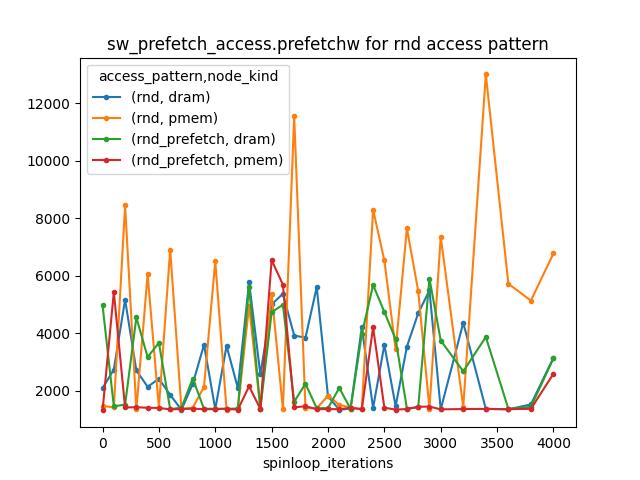 sw_prefetch_access.prefetchw for rnd access pattern
access_pattern,node_kind
(rnd, dram)
(rnd, pmem)
(rnd_prefetch, dram)
(rnd_prefetch, pmem)
12000
10000
8000
6000
4000
2000
0 500 1000 1500 2000 2500 3000 3500 4000
spinloop_iterations